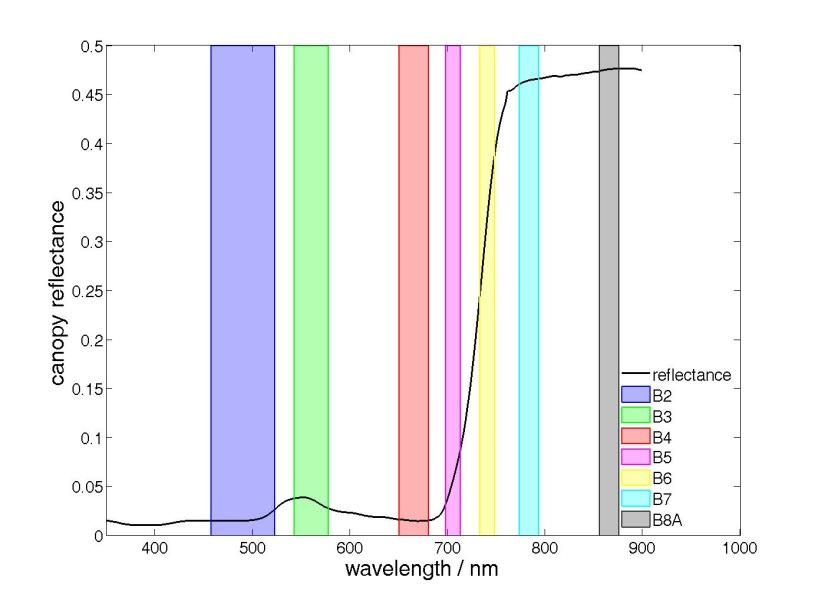 0.5
0.45
0.4
0.35
0.3
0.25
0.2
0.15
0.1
0.05
0
canopy reflectance
400 500 600 700 800 900 1000
wavelength / nm
reflectance
B2
B3
B4
B5
B6
B7
B8A